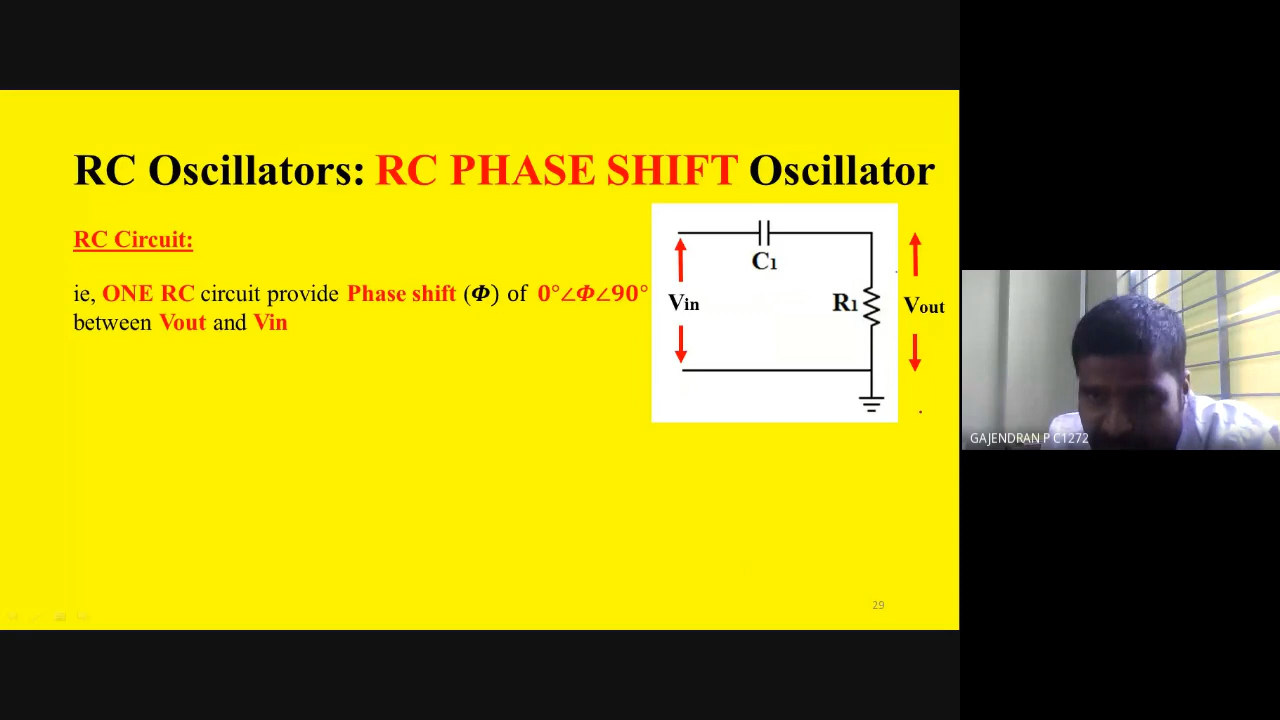 RC Oscillators: RC PHASE SHIFT Oscillator
RC Circuit:
ie, ONE RC circuit provide Phase shift (Φ) of 0°∠Φ∠90°
between Vout and Vin
C1
Vin
R1
Vout
29
GAJENDRAN P C1272